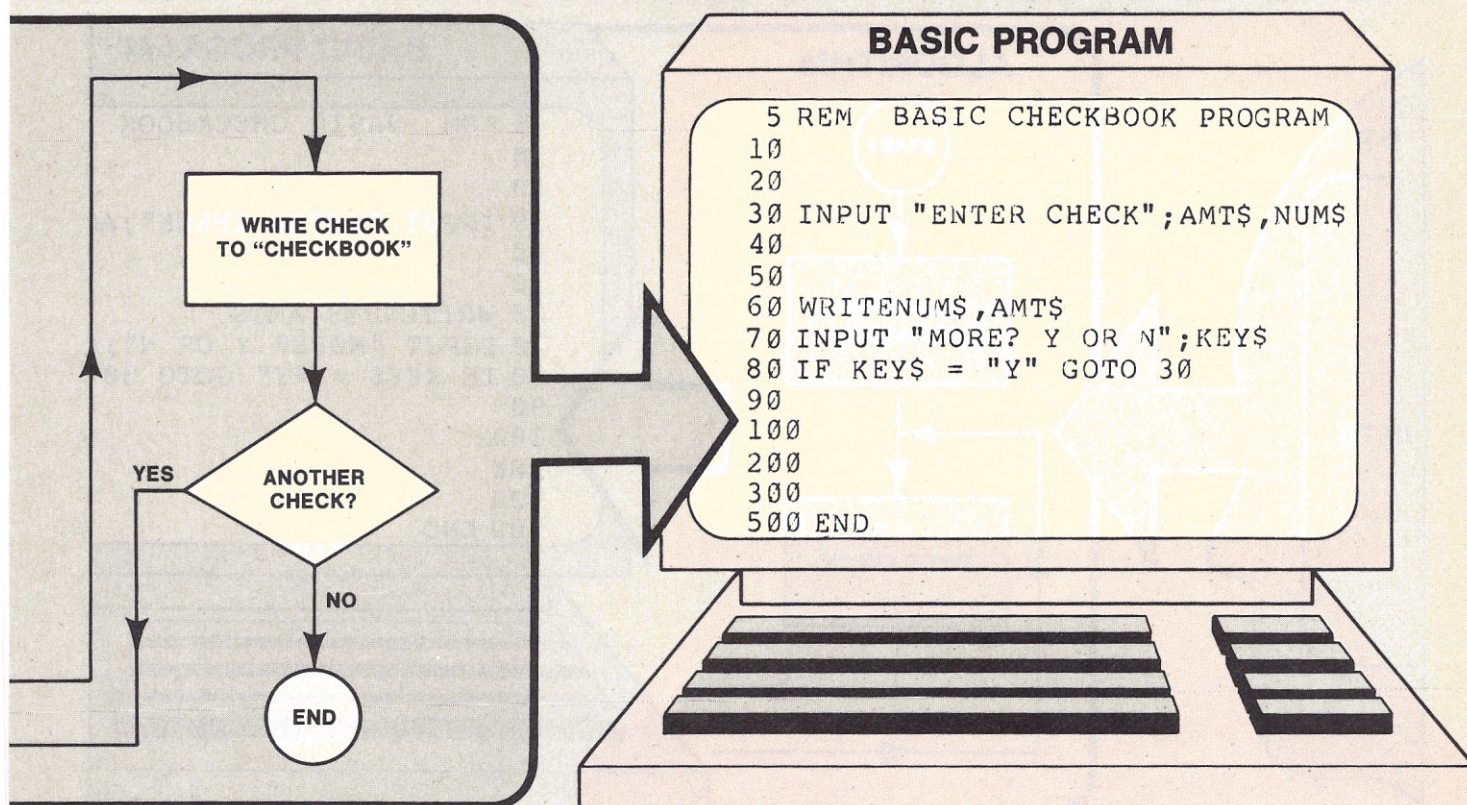 WRITE CHECK
TO “CHECKBOOK”
YES
ANOTHER
CHECK?
NO
END
BASIC PROGRAM
5 REM BASIC CHECKBOOK PROGRAM
10
20
30 INPUT "ENTER CHECK";AMT$,NUM$
40
50
60 WRITENUM$,AMT$
70 INPUT "MORE? Y OR N";KEY$
80 IF KEY$ = "Y" GOTO 30
90
100
200
300
500 END